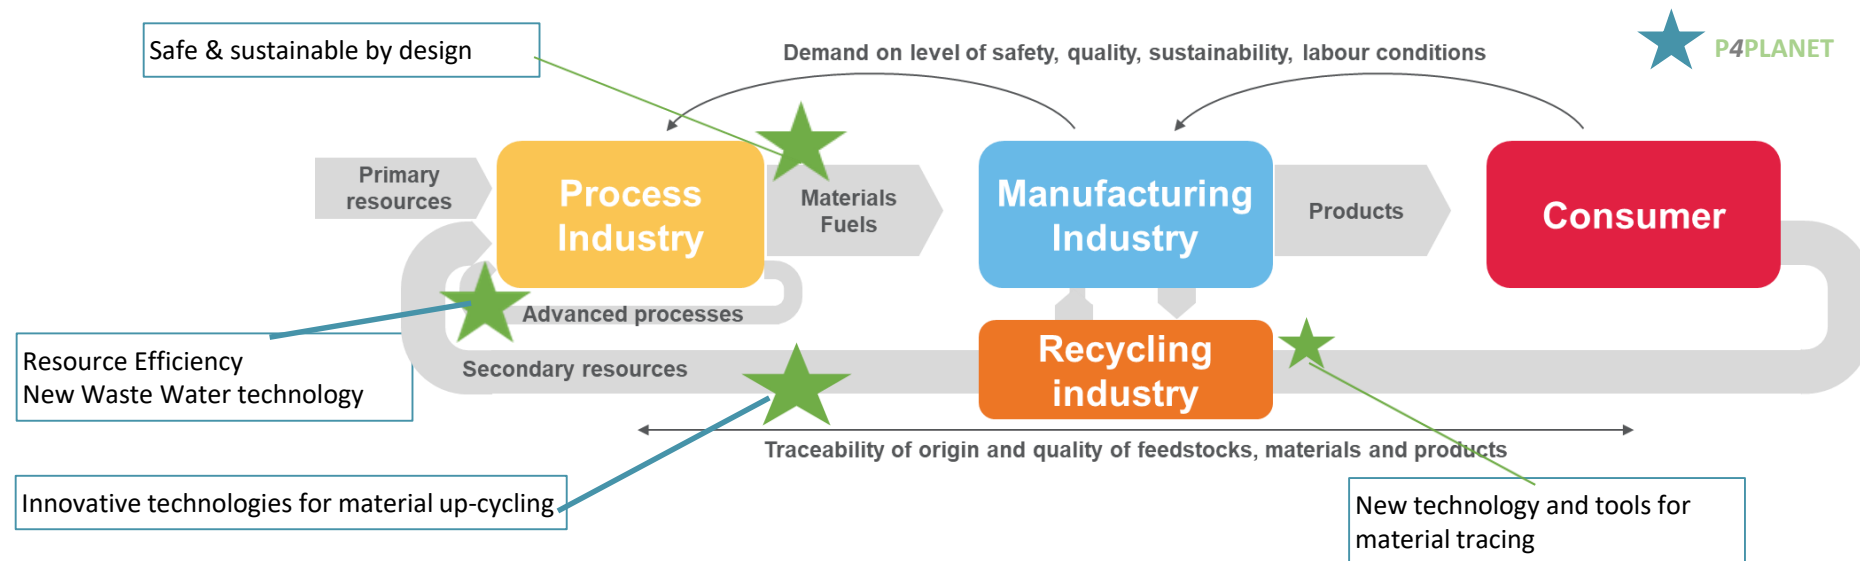 Safe & sustainable by design
Demand on level of safety, quality, sustainability, labour conditions
P4PLANET
Primary
resources
Process
Industry
Materials
Fuels
Manufacturing
Industry
Products
Consumer
Advanced processes
Resource Efficiency
New Waste Water technology
Secondary resources
Recycling
industry
Traceability of origin and quality of feedstocks, materials and products
Innovative technologies for material up-cycling
New technology and tools for
material tracing